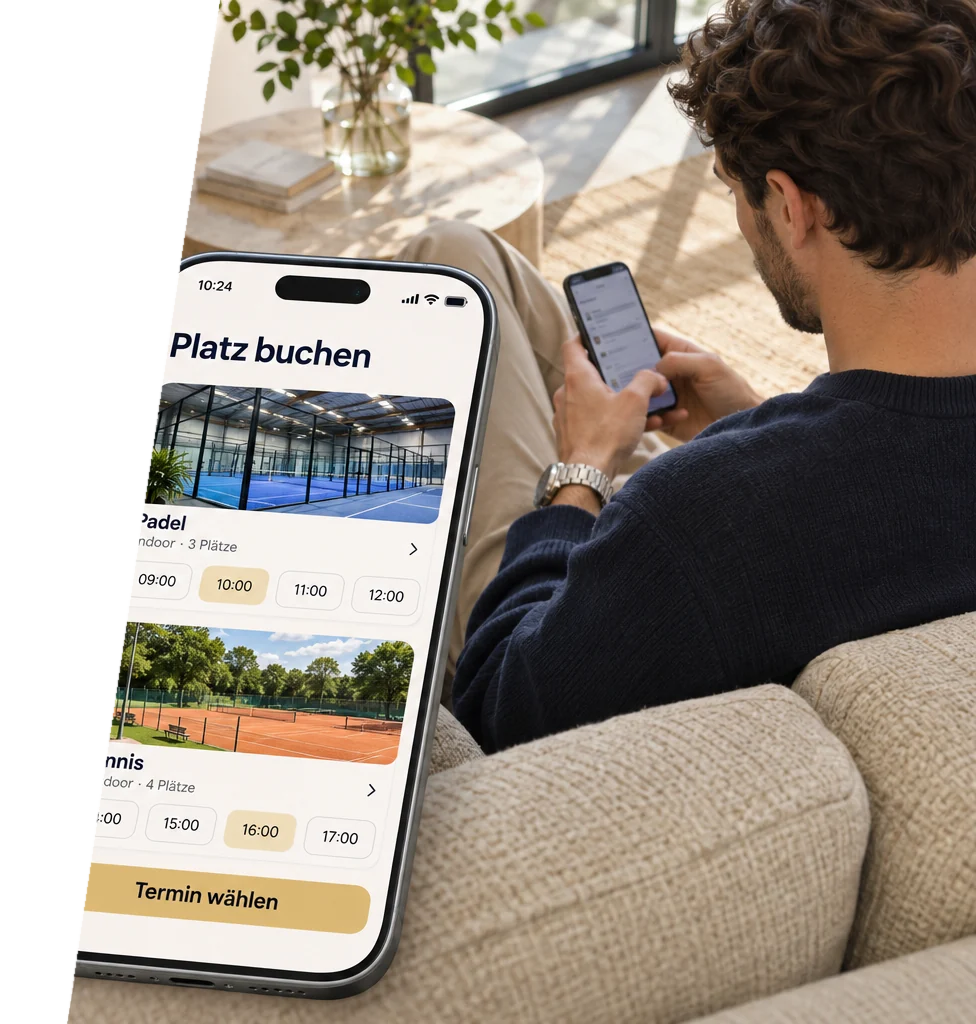 10:24
Platz buchen
Padel
ndoor · 3 Plätze
09:00 10:00 11:00 12:00
nnis
door · 4 Plätze
:00 15:00 16:00 17:00
Termin wählen